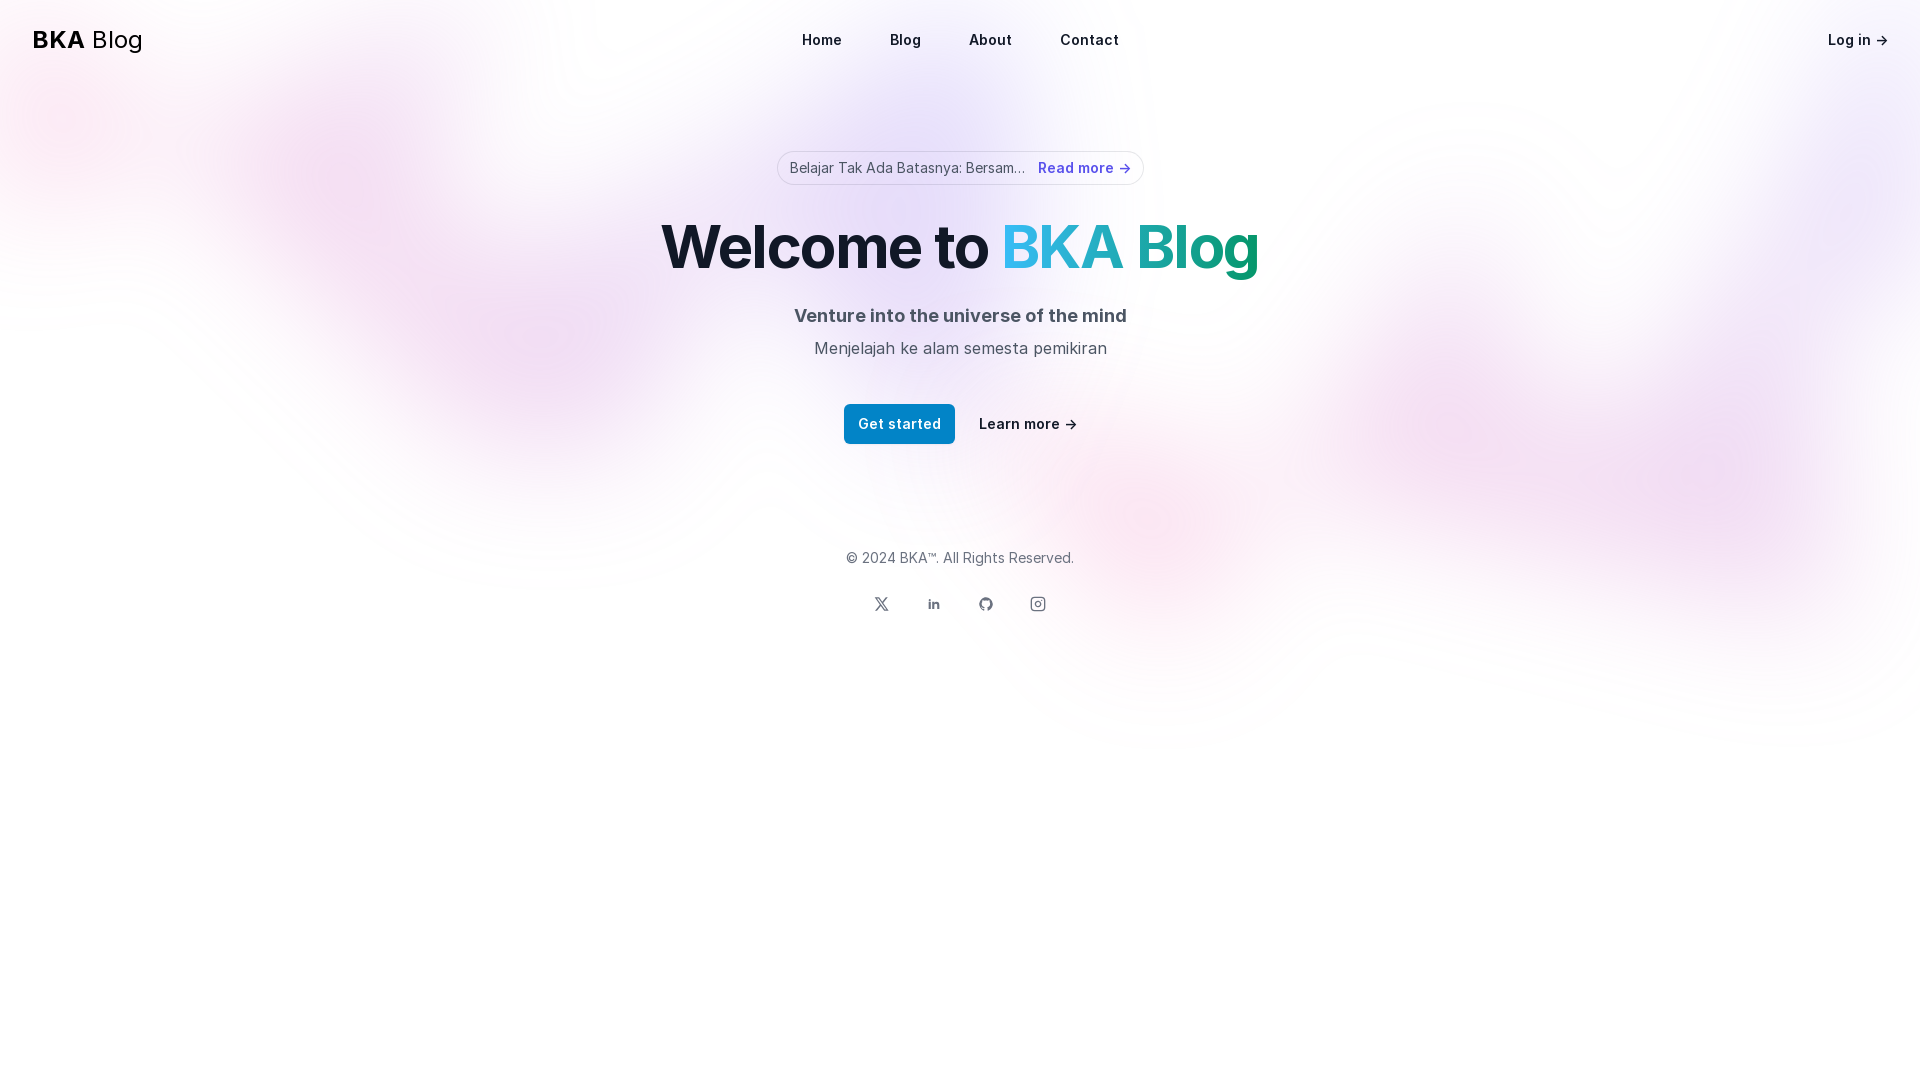 BKA Blog
Home
Blog
About
Contact
Log in →
Belajar Tak Ada Batasnya: Bersam... Read more →
Welcome to BKA Blog
Venture into the universe of the mind
Menjelajah ke alam semesta pemikiran
Get started
Learn more →
© 2024 BKA™. All Rights Reserved.